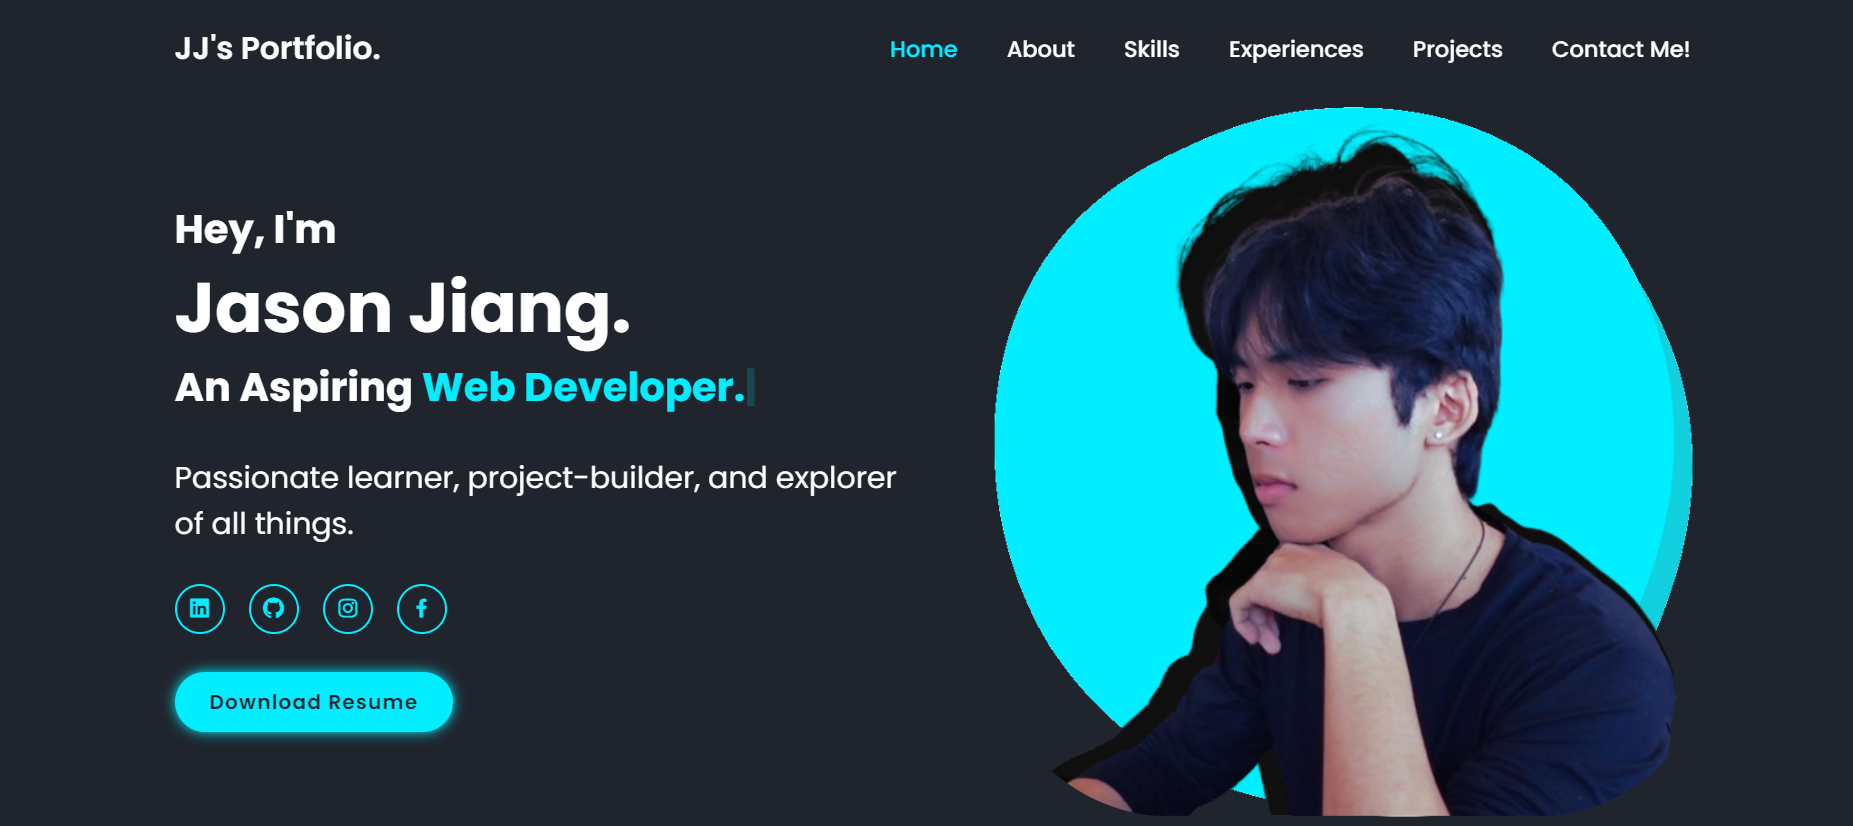 JJ's Portfolio.
Home About Skills Experiences Projects Contact Me!
Hey, I'm
Jason Jiang.
An Aspiring Web Developer.
Passionate learner, project-builder, and explorer
of all things.
Download Resume